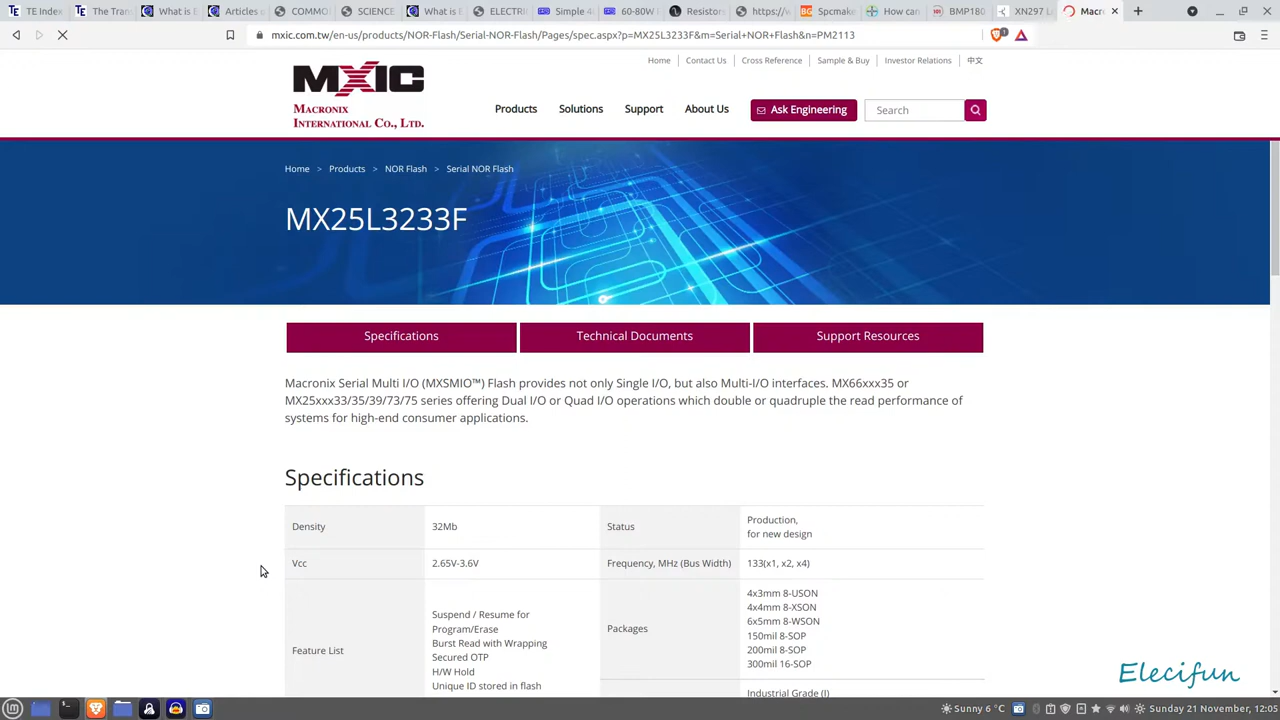 TE Index
The Tran
What is E
Articles
COMMO
SCIENCE
What is E
ELECTRI
Simple 4
60-80W
Resistor
https://w
Spcmake
How can
BMP180
XN297 L
Macro
mxic.com.tw/en-us/products/NOR-Flash/Serial-NOR-Flash/Pages/spec.aspx?p=MX25L3233F&m=Serial+NOR+Flash&n=PM2113
Home
Contact Us
Cross Reference
Sample & Buy
Investor Relations
中文
MXIC
MACRONIX
INTERNATIONAL CO., LTD.
Products
Solutions
Support
About Us
Ask Engineering
Search
Home > Products > NOR Flash > Serial NOR Flash
MX25L3233F
Specifications
Technical Documents
Support Resources
Macronix Serial Multi I/O (MXSMIO™) Flash provides not only Single I/O, but also Multi-I/O interfaces. MX66xxx35 or
MX25xxx33/35/39/73/75 series offering Dual I/O or Quad I/O operations which double or quadruple the read performance of
systems for high-end consumer applications.
Specifications
Density
32Mb
Status
Production,
for new design
Vcc
2.65V-3.6V
Frequency, MHz (Bus Width)
133(x1, x2, x4)
Feature List
Suspend / Resume for
Program/Erase
Burst Read with Wrapping
Secured OTP
H/W Hold
Unique ID stored in flash
Packages
4x3mm 8-USON
4x4mm 8-XSON
6x5mm 8-WSON
150mil 8-SOP
200mil 8-SOP
300mil 16-SOP
Industrial Grade (I)
Elecifun
Sunny 6 °C
Sunday 21 November, 12:05